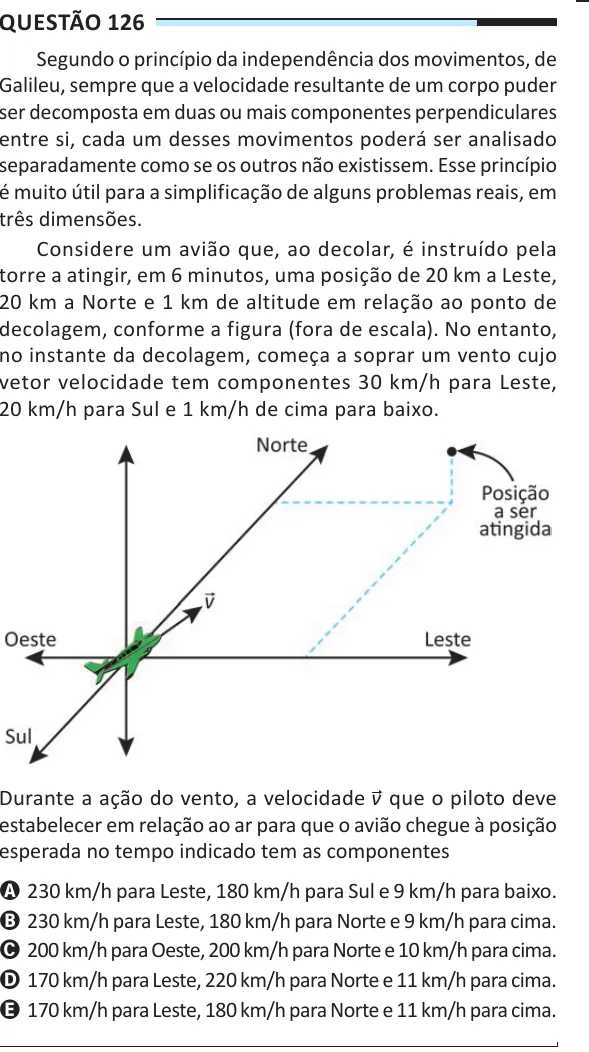 QUESTÃO 126
Segundo o princípio da independência dos movimentos, de
Galileu, sempre que a velocidade resultante de um corpo puder
ser decomposta em duas ou mais componentes perpendiculares
entre si, cada um desses movimentos poderá ser analisado
separadamente como se os outros não existissem. Esse princípio
é muito útil para a simplificação de alguns problemas reais, em
três dimensões.
Considere um avião que, ao decolar, é instruído pela
torre a atingir, em 6 minutos, uma posição de 20 km a Leste,
20 km a Norte e 1 km de altitude em relação ao ponto de
decolagem, conforme a figura (fora de escala). No entanto,
no instante da decolagem, começa a soprar um vento cujo
vetor velocidade tem componentes 30 km/h para Leste,
20 km/h para Sul e 1 km/h de cima para baixo.
Norte
Posição
a ser
atingida
v⃗
Oeste
Leste
Sul
Durante a ação do vento, a velocidade v⃗ que o piloto deve
estabelecer em relação ao ar para que o avião chegue à posição
esperada no tempo indicado tem as componentes
A 230 km/h para Leste, 180 km/h para Sul e 9 km/h para baixo.
B 230 km/h para Leste, 180 km/h para Norte e 9 km/h para cima.
C 200 km/h para Oeste, 200 km/h para Norte e 10 km/h para cima.
D 170 km/h para Leste, 220 km/h para Norte e 11 km/h para cima.
E 170 km/h para Leste, 180 km/h para Norte e 11 km/h para cima.